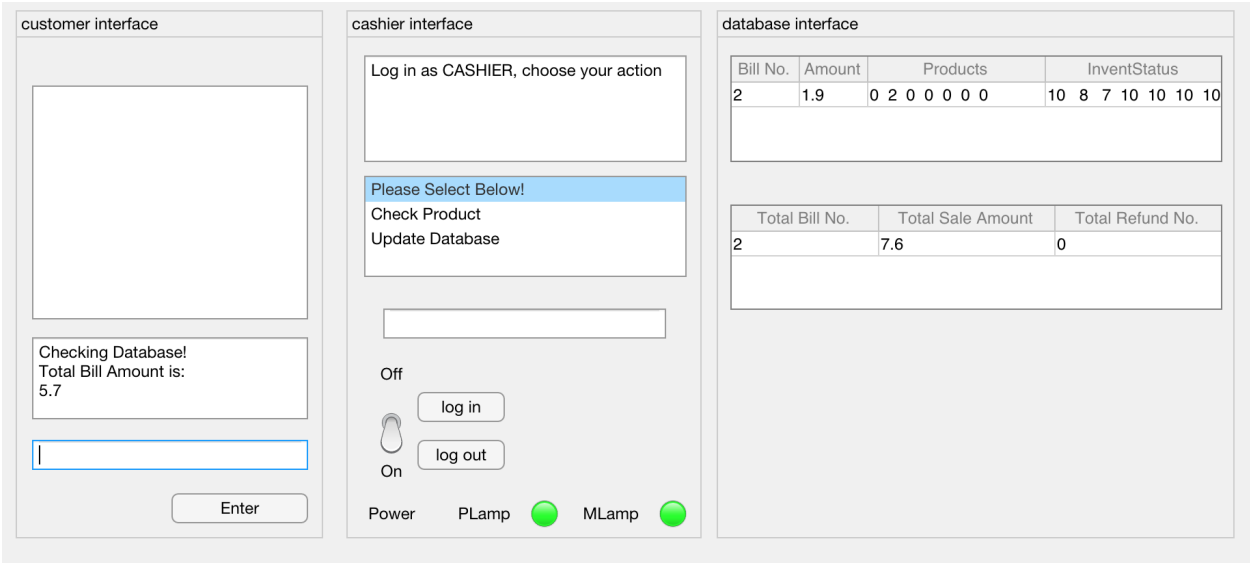 customer interface
Checking Database!
Total Bill Amount is:
5.7
Enter
cashier interface
Log in as CASHIER, choose your action
Please Select Below!
Check Product
Update Database
Off
log in
log out
On
Power PLamp MLamp
database interface
Bill No. Amount Products InventStatus
2 1.9 0 2 0 0 0 0 0 10 8 7 10 10 10 10
Total Bill No. Total Sale Amount Total Refund No.
2 7.6 0